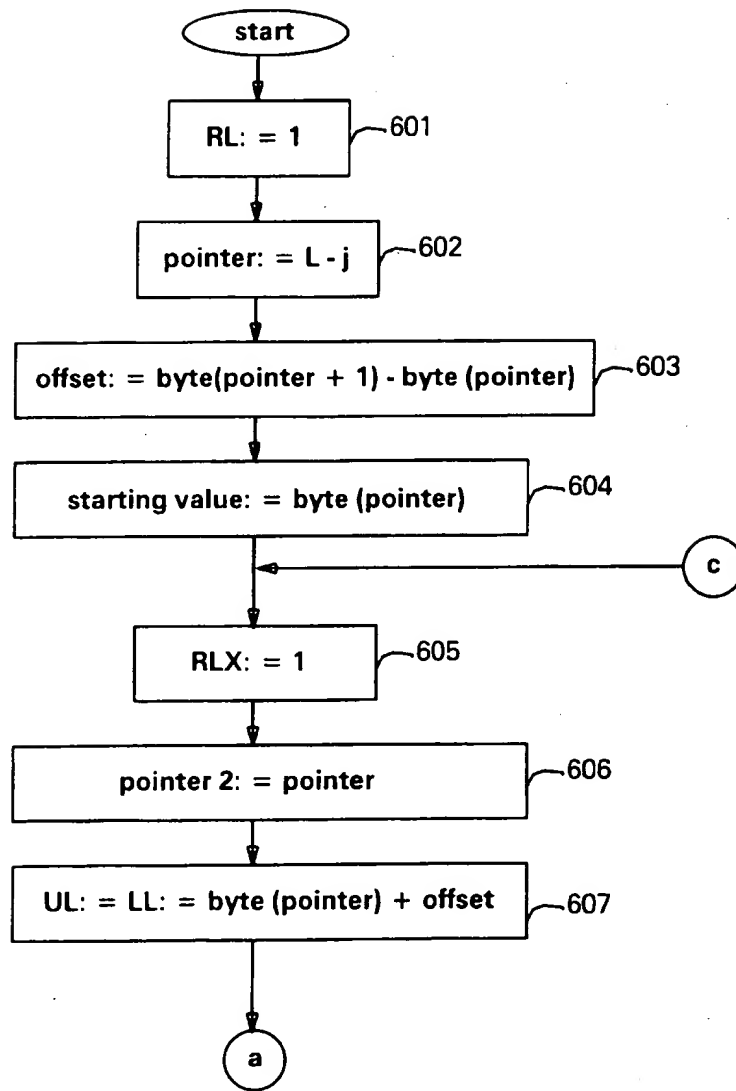 start
RL: = 1
601
pointer: = L - j
602
offset: = byte(pointer + 1) - byte (pointer)
603
starting value: = byte (pointer)
604
c
RLX: = 1
605
pointer 2: = pointer
606
UL: = LL: = byte (pointer) + offset
607
a